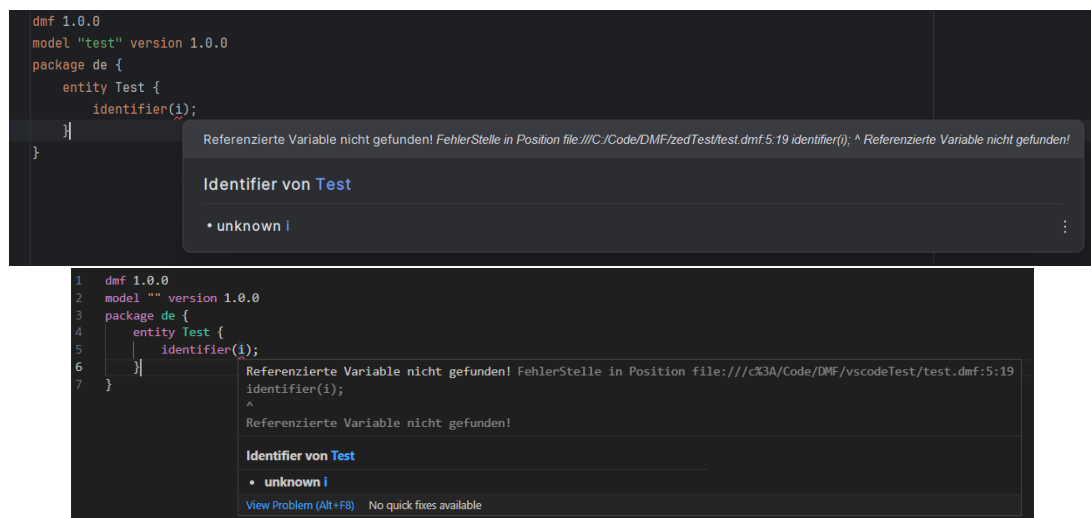 dmf 1.0.0
model "test" version 1.0.0
package de {
entity Test {
identifier(i);
}
}
Referenzierte Variable nicht gefunden! FehlerStelle in Position file:///C:/Code/DMF/zedTest/test.dmf:5:19 identifier(i); ^ Referenzierte Variable nicht gefunden!
Identifier von Test
• unknown i
1 dmf 1.0.0
2 model "" version 1.0.0
3 package de {
4 entity Test {
5 identifier(i);
6 }
7 }
Referenzierte Variable nicht gefunden! FehlerStelle in Position file:///c%3A/Code/DMF/vscodeTest/test.dmf:5:19
identifier(i);
^
Referenzierte Variable nicht gefunden!
Identifier von Test
• unknown i
View Problem (Alt+F8) No quick fixes available